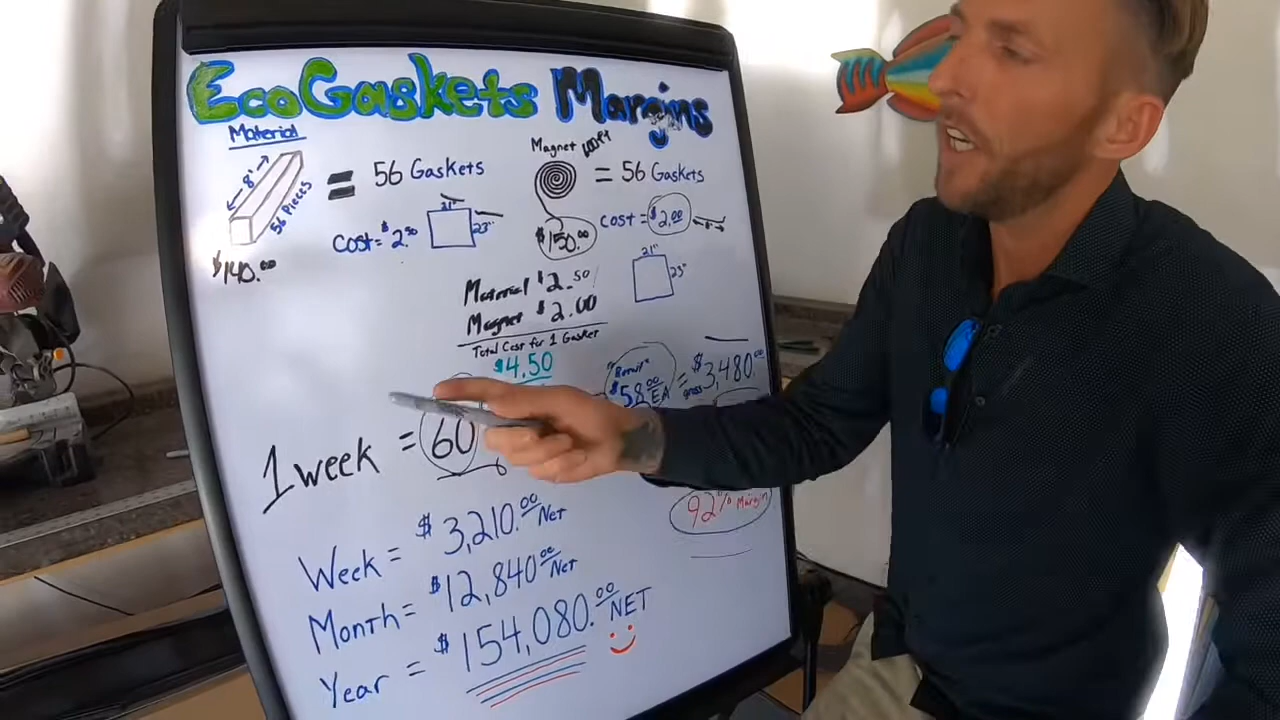 EcoGaskets Margins
Material
8'
56 Pieces
$140.00
= 56 Gaskets
Cost = $2.50
21"
23"
Magnet 600ft
= 56 Gaskets
$150.00
Cost = $2.00
21"
23"
Material $2.50
Magnet $2.00
Total Cost for 1 Gasket
$4.50
"Retail"
$58.00 EA = $3,480.00
gross
1 week = 60
92% Margin
Week = $3,210.00 Net
Month = $12,840.00 Net
Year = $154,080.00 NET